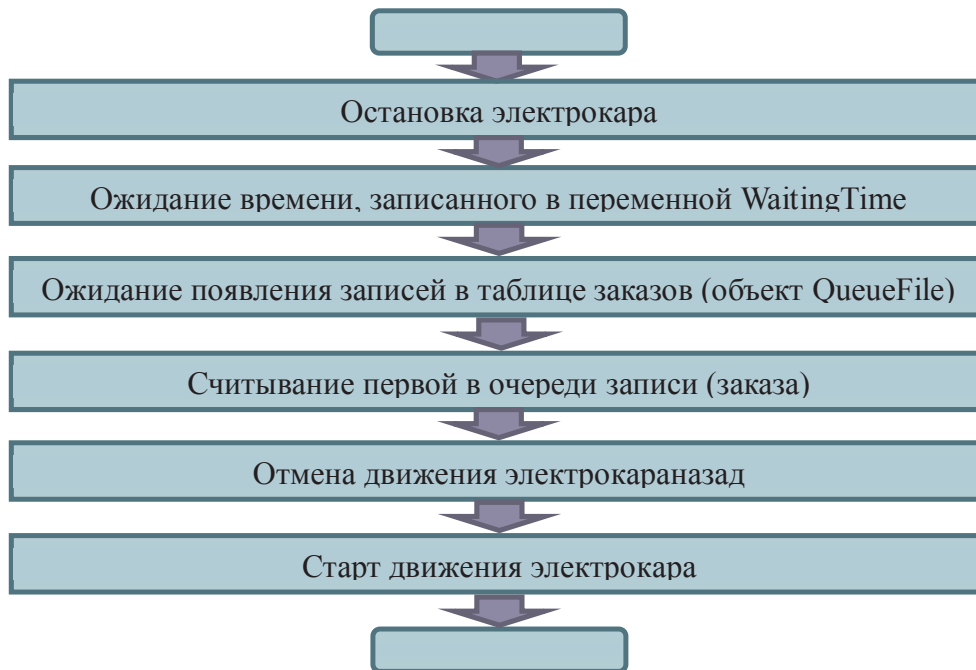 Остановка электрокара
Ожидание времени, записанного в переменной WaitingTime
Ожидание появления записей в таблице заказов (объект QueueFile)
Считывание первой в очереди записи (заказа)
Отмена движения электрокараназад
Старт движения электрокара